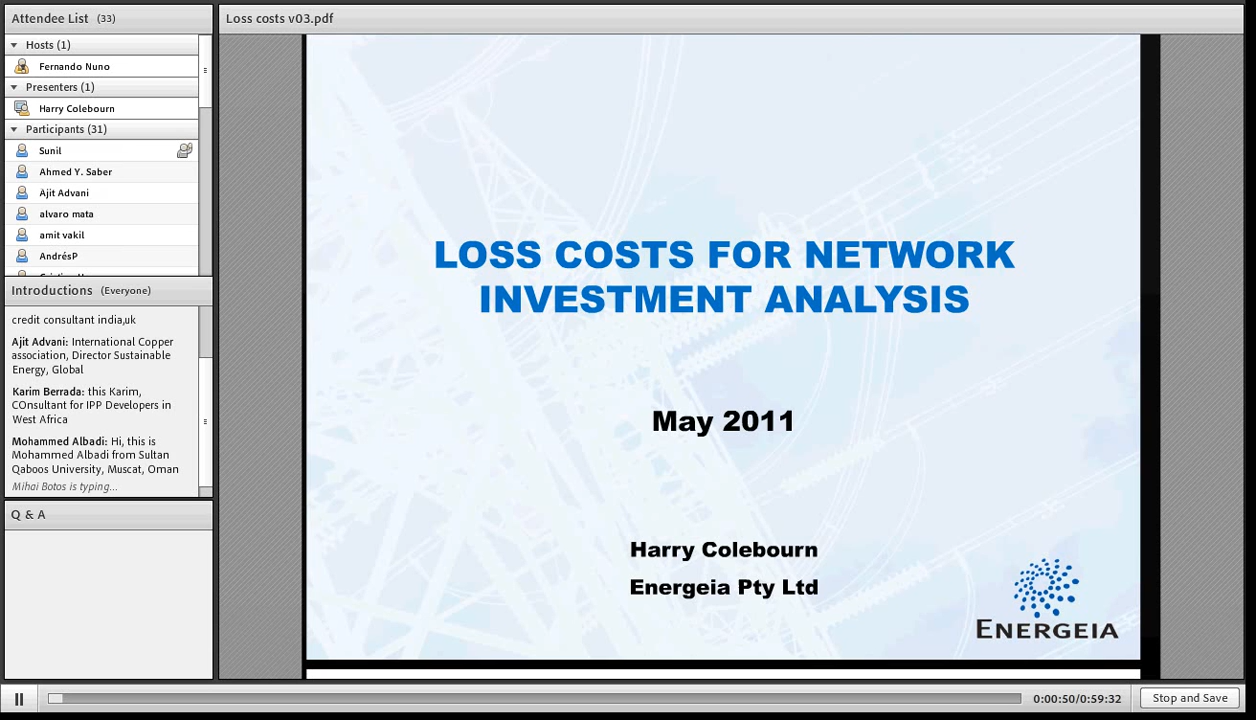 Attendee List (33)
Hosts (1)
Fernando Nuno
Presenters (1)
Harry Colebourn
Participants (31)
Sunil
Ahmed Y. Saber
Ajit Advani
alvaro mata
amit vakil
AndrésP
Introductions (Everyone)
credit consultant india,uk
Ajit Advani: International Copper
association, Director Sustainable
Energy, Global
Karim Berrada: this Karim,
COnsultant for IPP Developers in
West Africa
Mohammed Albadi: Hi, this is
Mohammed Albadi from Sultan
Qaboos University, Muscat, Oman
Mihai Botos is typing...
Q & A
Loss costs v03.pdf
LOSS COSTS FOR NETWORK
INVESTMENT ANALYSIS
May 2011
Harry Colebourn
Energeia Pty Ltd
ENERGEIA
0:00:50/0:59:32
Stop and Save